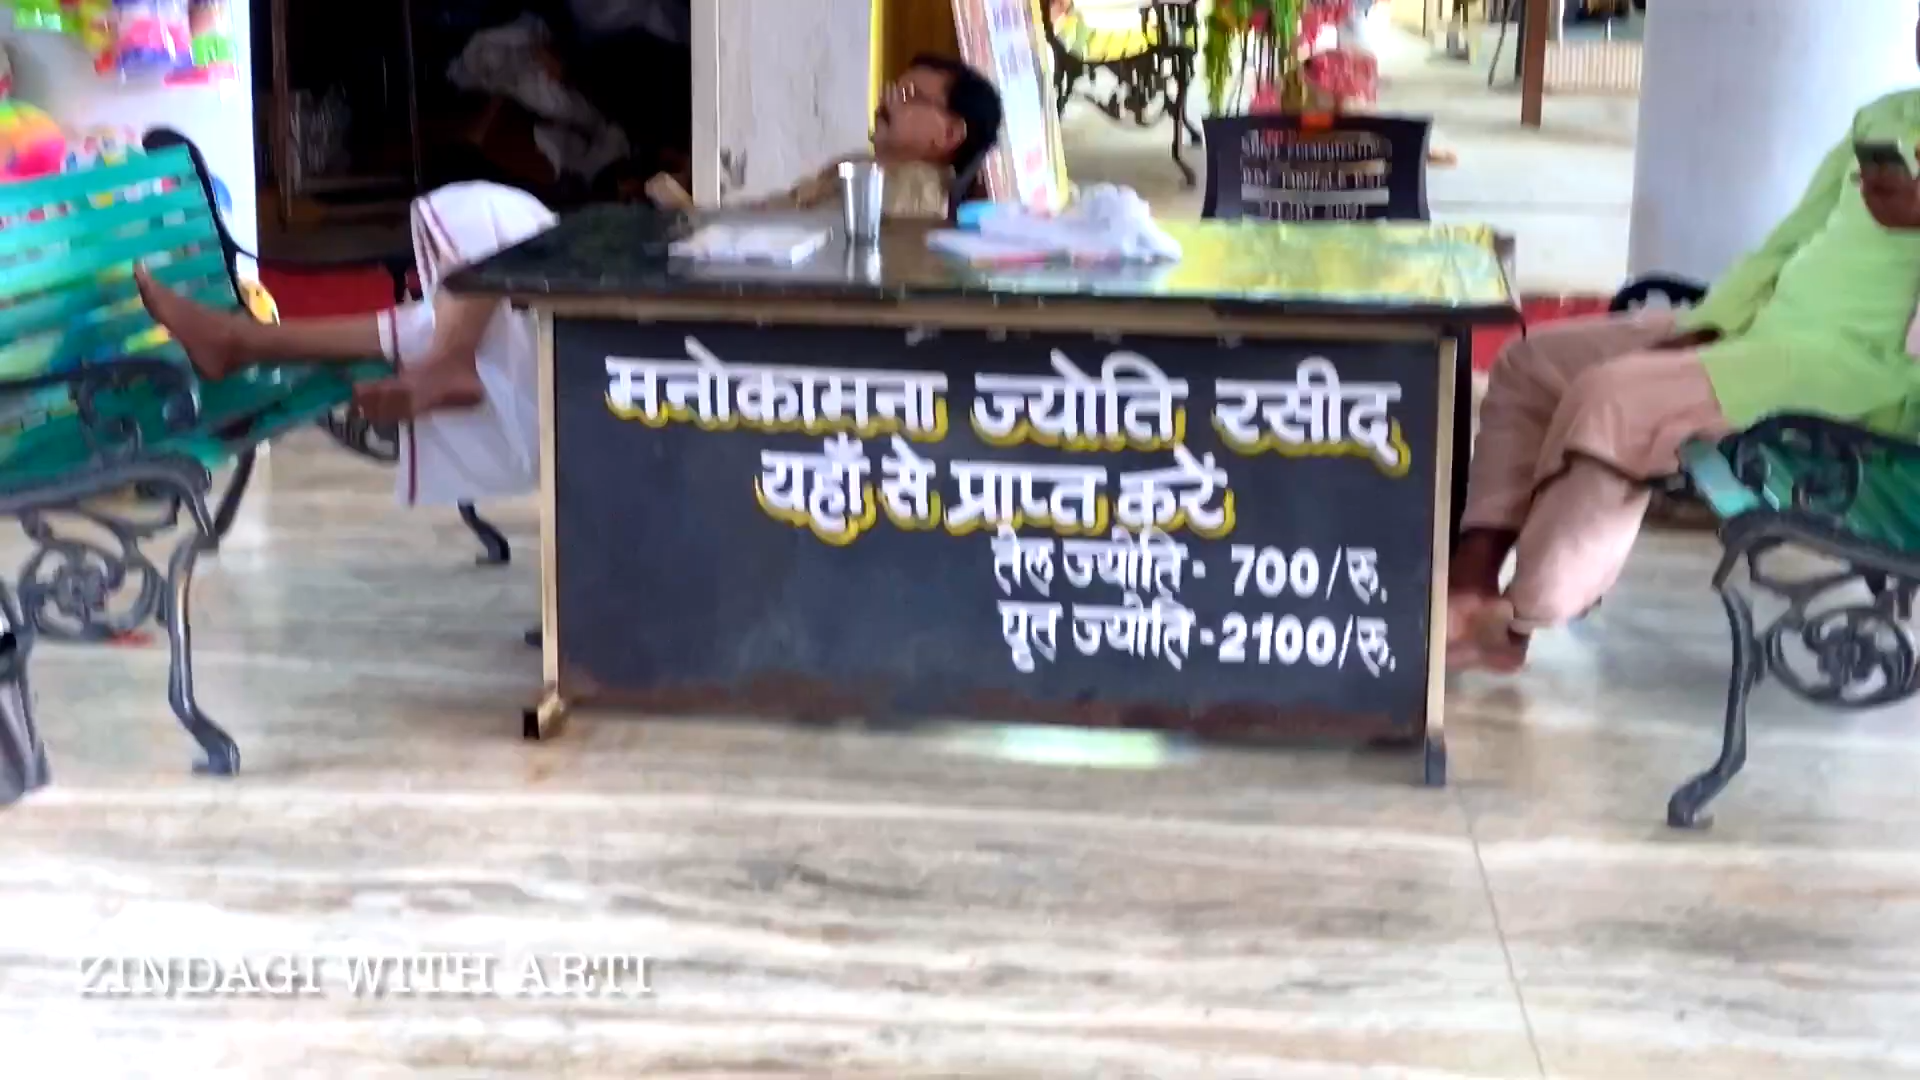 मनोकामना ज्योति रसीद
यहाँ से प्राप्त करें
तेल ज्योति - 700/रू.
घृत ज्योति - 2100/रू.
ZINDAGI WITH ARTI